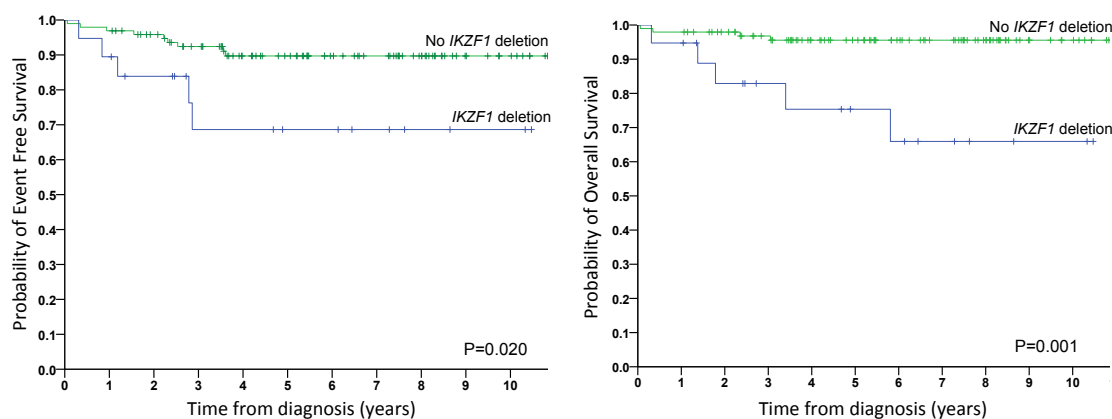 Probability of Event Free Survival
1.0
0.9
0.8
0.7
0.6
0.5
0.4
0.3
0.2
0.1
0.0
No IKZF1 deletion
IKZF1 deletion
P=0.020
0 1 2 3 4 5 6 7 8 9 10
Time from diagnosis (years)
Probability of Overall Survival
1.0
0.9
0.8
0.7
0.6
0.5
0.4
0.3
0.2
0.1
0.0
No IKZF1 deletion
IKZF1 deletion
P=0.001
0 1 2 3 4 5 6 7 8 9 10
Time from diagnosis (years)